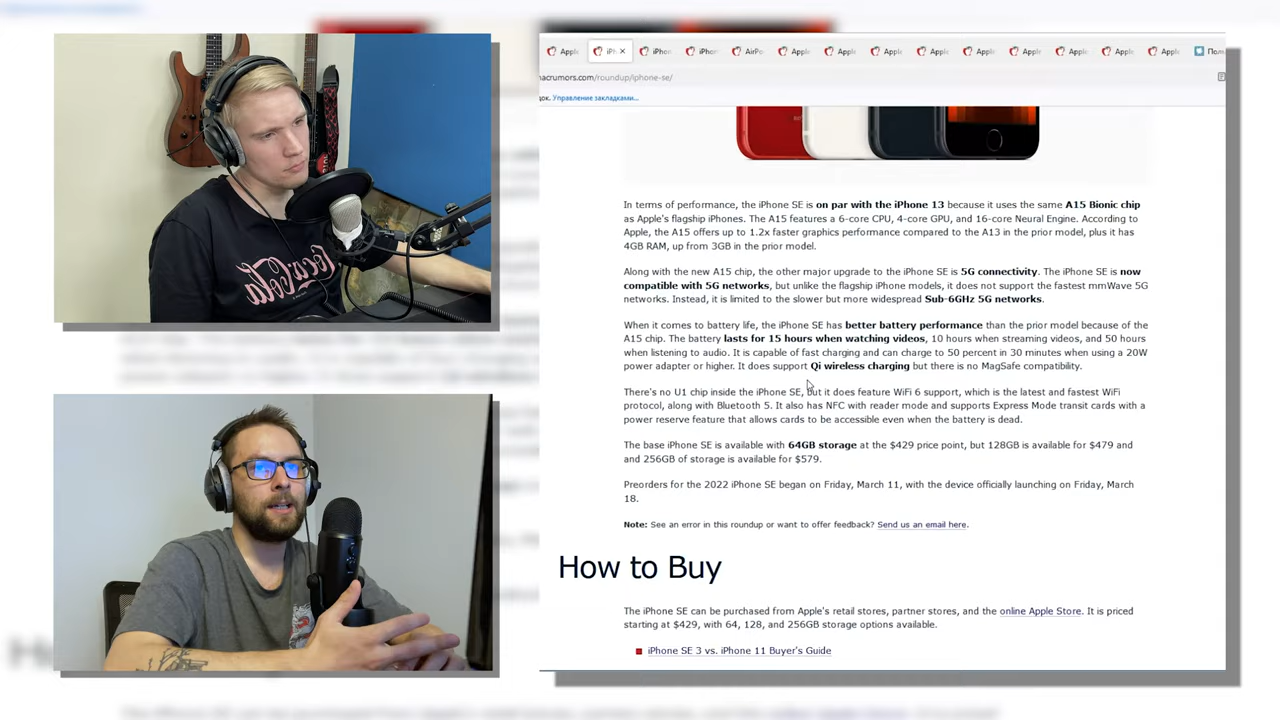 Apple
iPh
iPhon
iPhon
AirPo
Apple
Apple
Apple
Apple
Apple
Apple
Apple
Apple
Apple
Пол
nacrumors.com/roundup/iphone-se/
док. Управление закладками...
In terms of performance, the iPhone SE is on par with the iPhone 13 because it uses the same A15 Bionic chip
as Apple's flagship iPhones. The A15 features a 6-core CPU, 4-core GPU, and 16-core Neural Engine. According to
Apple, the A15 offers up to 1.2x faster graphics performance compared to the A13 in the prior model, plus it has
4GB RAM, up from 3GB in the prior model.
Along with the new A15 chip, the other major upgrade to the iPhone SE is 5G connectivity. The iPhone SE is now
compatible with 5G networks, but unlike the flagship iPhone models, it does not support the fastest mmWave 5G
networks. Instead, it is limited to the slower but more widespread Sub-6GHz 5G networks.
When it comes to battery life, the iPhone SE has better battery performance than the prior model because of the
A15 chip. The battery lasts for 15 hours when watching videos, 10 hours when streaming videos, and 50 hours
when listening to audio. It is capable of fast charging and can charge to 50 percent in 30 minutes when using a 20W
power adapter or higher. It does support Qi wireless charging but there is no MagSafe compatibility.
There's no U1 chip inside the iPhone SE, but it does feature WiFi 6 support, which is the latest and fastest WiFi
protocol, along with Bluetooth 5. It also has NFC with reader mode and supports Express Mode transit cards with a
power reserve feature that allows cards to be accessible even when the battery is dead.
The base iPhone SE is available with 64GB storage at the $429 price point, but 128GB is available for $479 and
and 256GB of storage is available for $579.
Preorders for the 2022 iPhone SE began on Friday, March 11, with the device officially launching on Friday, March
18.
Note: See an error in this roundup or want to offer feedback? Send us an email here.
How to Buy
The iPhone SE can be purchased from Apple's retail stores, partner stores, and the online Apple Store. It is priced
starting at $429, with 64, 128, and 256GB storage options available.
iPhone SE 3 vs. iPhone 11 Buyer's Guide
Coca-Cola